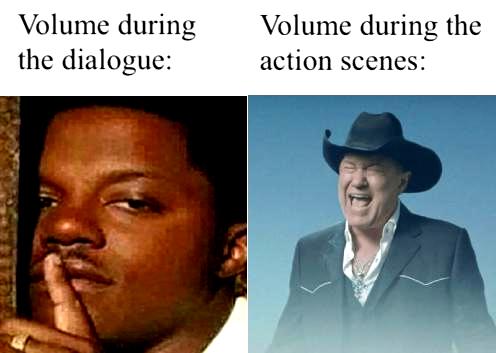 Volume during
the dialogue:
Volume during the
action scenes: